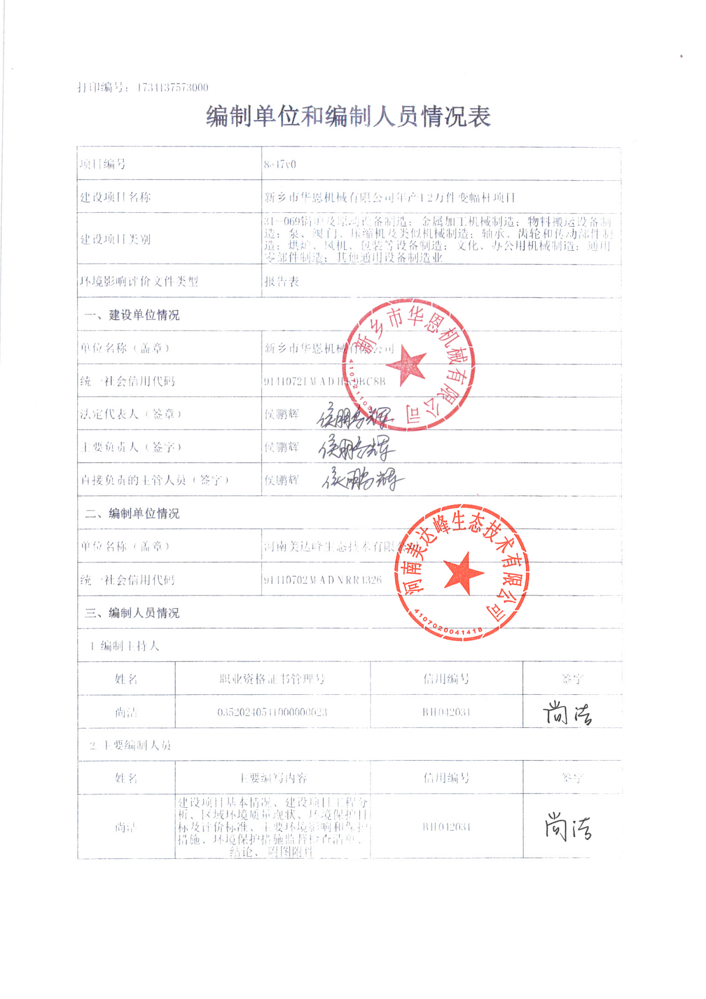 打印编号：1734137573000
编制单位和编制人员情况表
项目编号
8e47v0
建设项目名称
新乡市华恩机械有限公司年产1.2万件变幅杆项目
建设项目类别
31—069锅炉及原动设备制造；金属加工机械制造；物料搬运设备制
造；泵、阀门、压缩机及类似机械制造；轴承、齿轮和传动部件制
造；烘炉、风机、包装等设备制造；文化、办公用机械制造；通用
零部件制造；其他通用设备制造业
环境影响评价文件类型
报告表
一、建设单位情况
单位名称（盖章）
新乡市华恩机械有限公司
统一社会信用代码
法定代表人（签章）
侯鹏辉 侯鹏辉
主要负责人（签字）
侯鹏辉 侯鹏辉
直接负责的主管人员（签字）
侯鹏辉 侯鹏辉
新乡市华恩机械有限公司
二、编制单位情况
单位名称（盖章）
河南美达峰生态技术有限公司
统一社会信用代码
91410702MADNRR4326
河南美达峰生态技术有限公司
4107020041418
三、编制人员情况
1 编制主持人
姓名 职业资格证书管理号 信用编号 签字
尚洁 03520240541000000023 BH042031 尚洁
2 主要编制人员
姓名 主要编写内容 信用编号 签字
尚洁
建设项目基本情况、建设项目工程分
析、区域环境质量现状、环境保护目
标及评价标准、主要环境影响和保护
措施、环境保护措施监督检查清单、
结论、附图附件
BH042031 尚洁